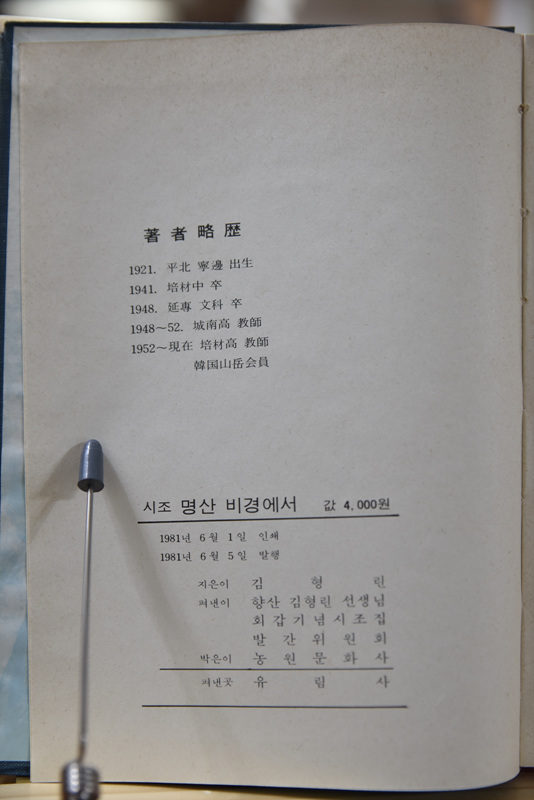 著者略歴
1921. 平北 寧邊 出生
1941. 培材中 卒
1948. 延專 文科 卒
1948~52. 城南高 教師
1952~現在 培材高 教師
韓国山岳会員
시조 명산 비경에서 값 4,000원
1981년 6월 1일 인쇄
1981년 6월 5일 발행
지은이 김형린
펴낸이 향산 김형린 선생님
회갑기념시조집
발간위원회
박은이 농원문화사
펴낸곳 유림사